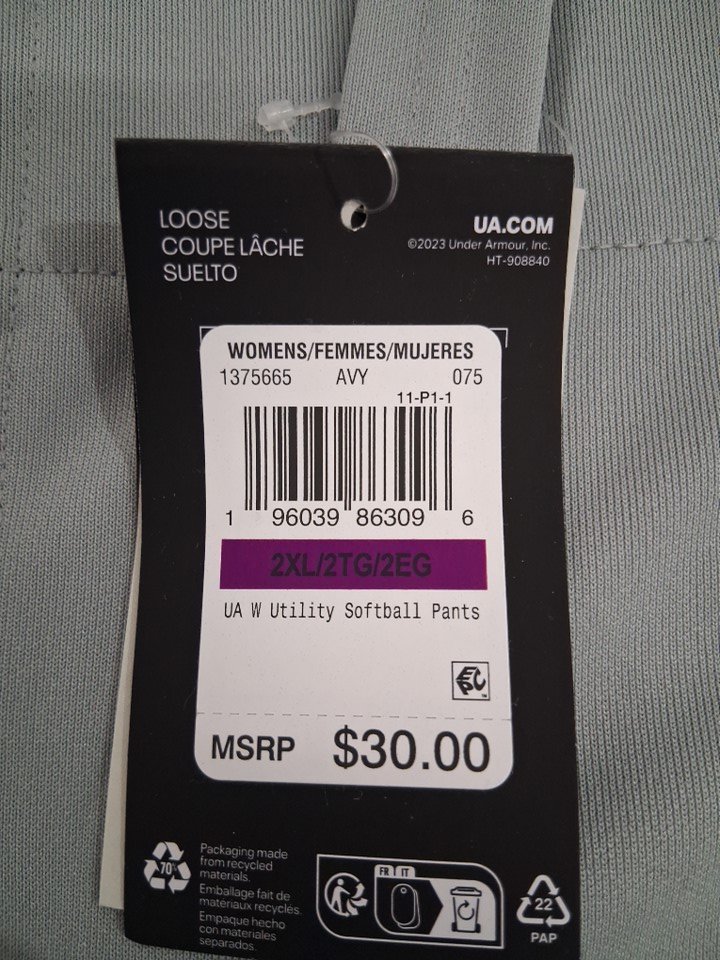 LOOSE
COUPE LÂCHE
SUELTO
UA.COM
©2023 Under Armour, Inc.
HT-908840
WOMENS/FEMMES/MUJERES
1375665 AVY 075
11-P1-1
1 96039 86309 6
2XL/2TG/2EG
UA W Utility Softball Pants
EPC
™
MSRP $30.00
70%
Packaging made
from recycled
materials.
Emballage fait de
matériaux recyclés.
Empaque hecho
con materiales
separados.
FR IT
22
PAP